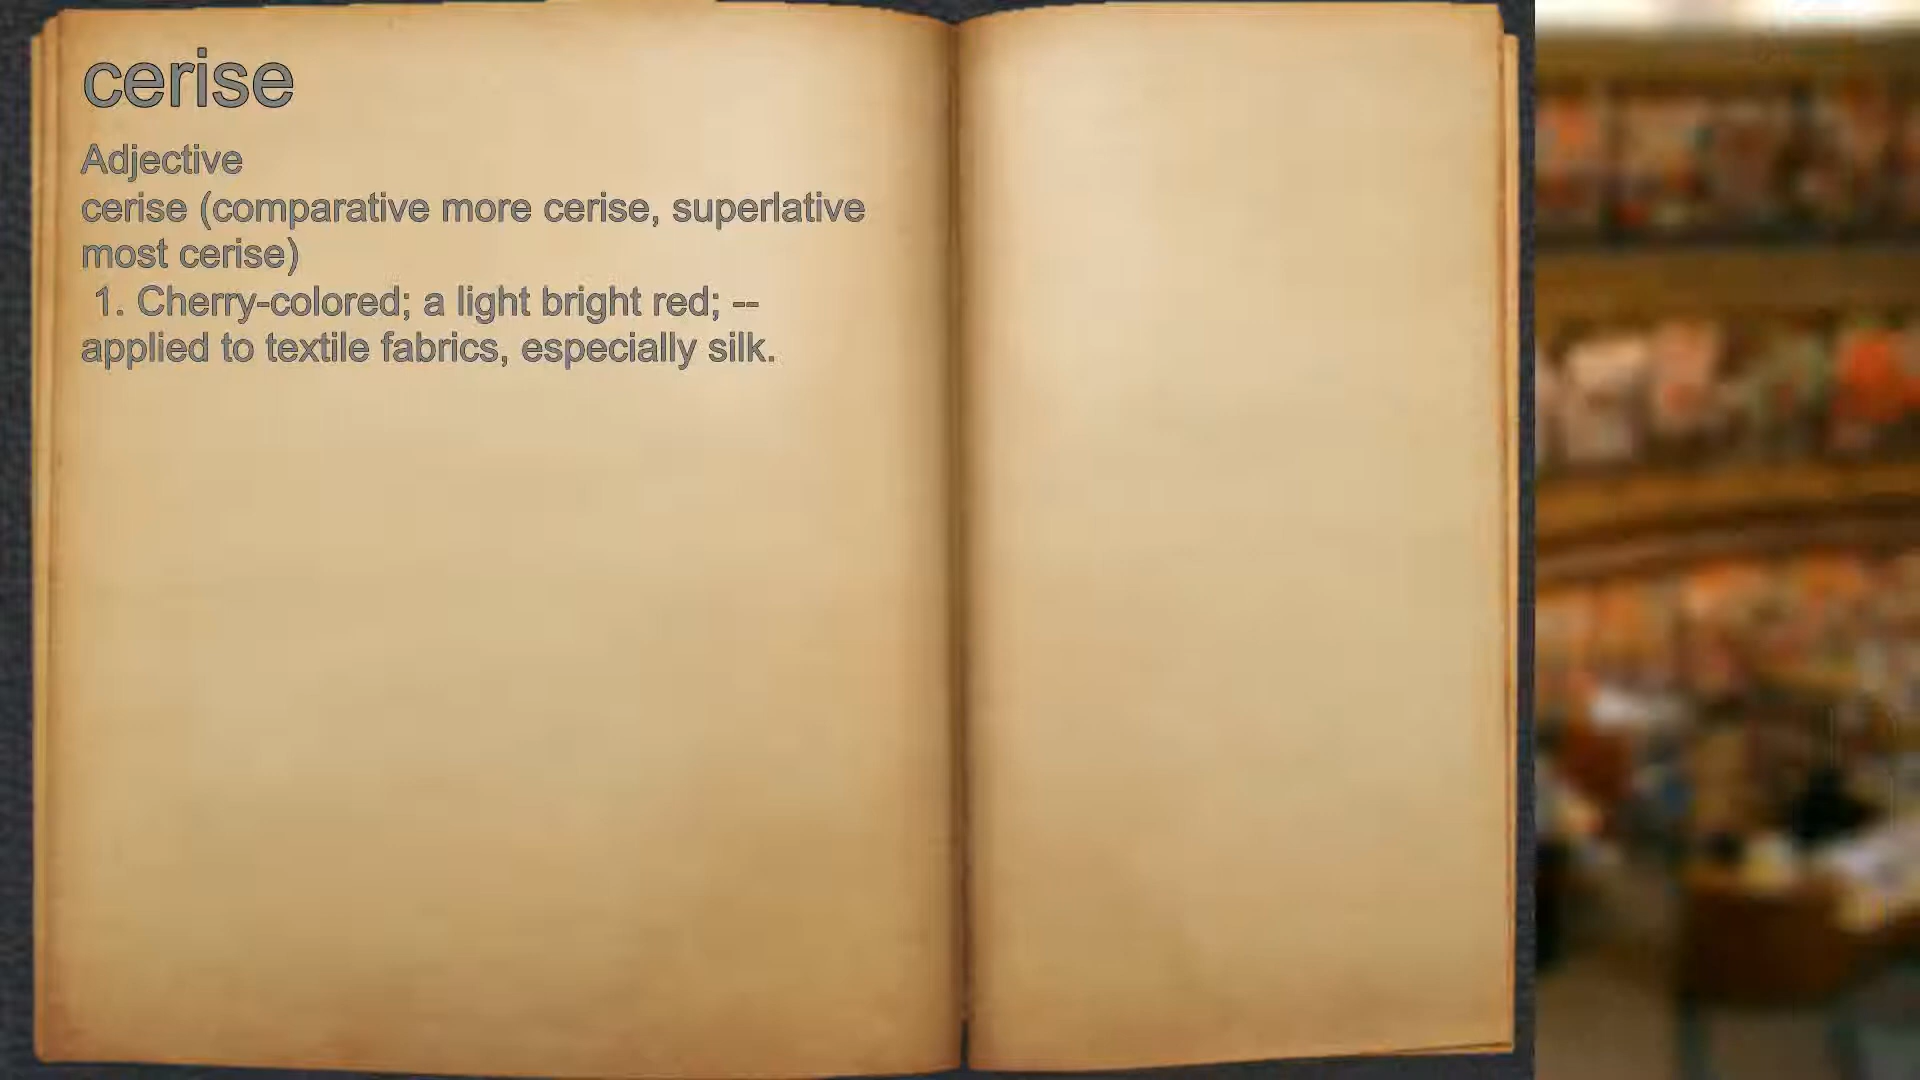 cerise
Adjective
cerise (comparative more cerise, superlative
most cerise)
1. Cherry-colored; a light bright red; --
applied to textile fabrics, especially silk.